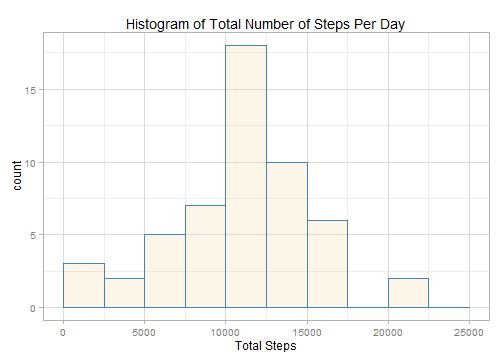 Histogram of Total Number of Steps Per Day
count
15
10
5
0
0 5000 10000 15000 20000 25000
Total Steps